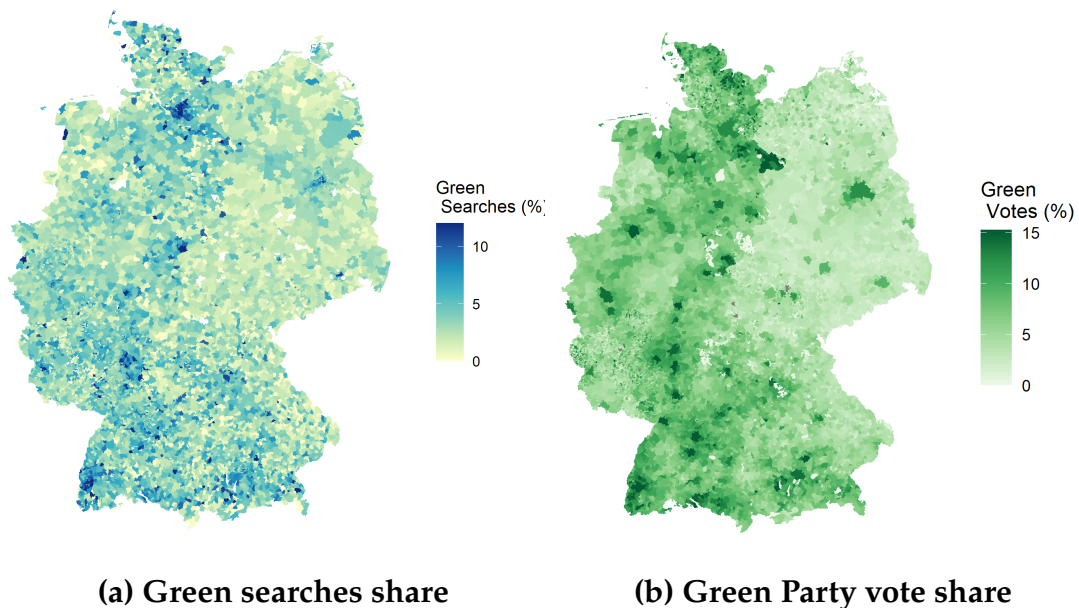 Green
Searches (%)
10
5
0
Green
Votes (%)
15
10
5
0
(a) Green searches share
(b) Green Party vote share